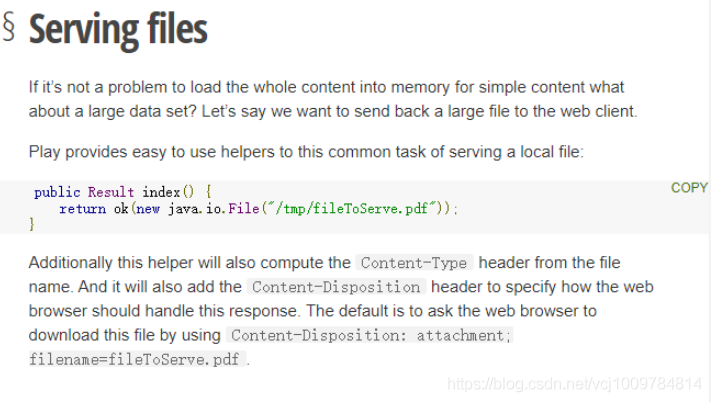 § Serving files
If it's not a problem to load the whole content into memory for simple content what
about a large data set? Let's say we want to send back a large file to the web client.
Play provides easy to use helpers to this common task of serving a local file:
COPY
public Result index() {
    return ok(new java.io.File("/tmp/fileToServe.pdf"));
}
Additionally this helper will also compute the Content-Type header from the file
name. And it will also add the Content-Disposition header to specify how the web
browser should handle this response. The default is to ask the web browser to
download this file by using Content-Disposition: attachment;
filename=fileToServe.pdf.
https://blog.csdn.net/vcj1009784814